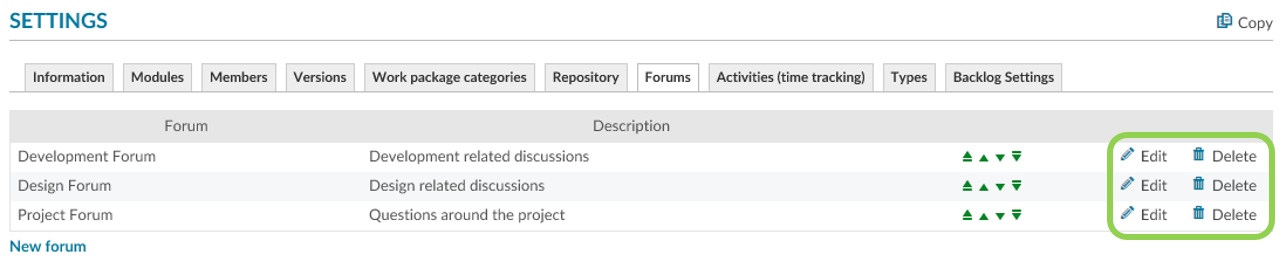 SETTINGS
Copy
Information Modules Members Versions Work package categories Repository Forums Activities (time tracking) Types Backlog Settings
Forum Description
Development Forum Development related discussions Edit Delete
Design Forum Design related discussions Edit Delete
Project Forum Questions around the project Edit Delete
New forum